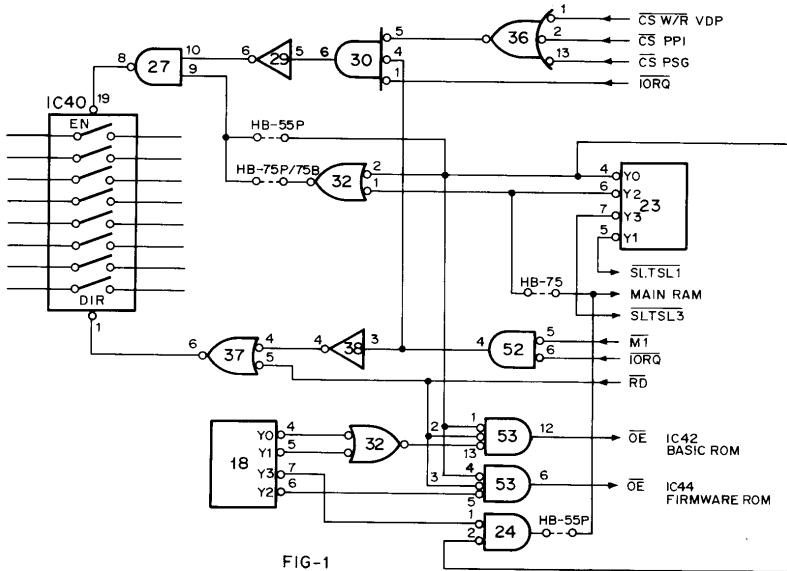 5
1
CS W/R VDP
36
2
CS PPI
13
CS PSG
8
27
10
9
6
29
5
6
30
4
1
IORQ
19
IC40
EN
DIR
1
HB-55P
HB-75P/75B
32
2
1
4
Y0
6
Y2
23
7
Y3
5
Y1
SLTSL1
HB-75
MAIN RAM
SLTSL3
6
37
4
5
4
38
3
4
52
5
M1
6
IORQ
RD
18
Y0
4
Y1
5
Y3
7
Y2
6
32
1
2
13
53
12
OE
IC42
BASIC ROM
4
3
5
53
6
OE
IC44
FIRMWARE ROM
1
2
24
HB-55P
FIG-1